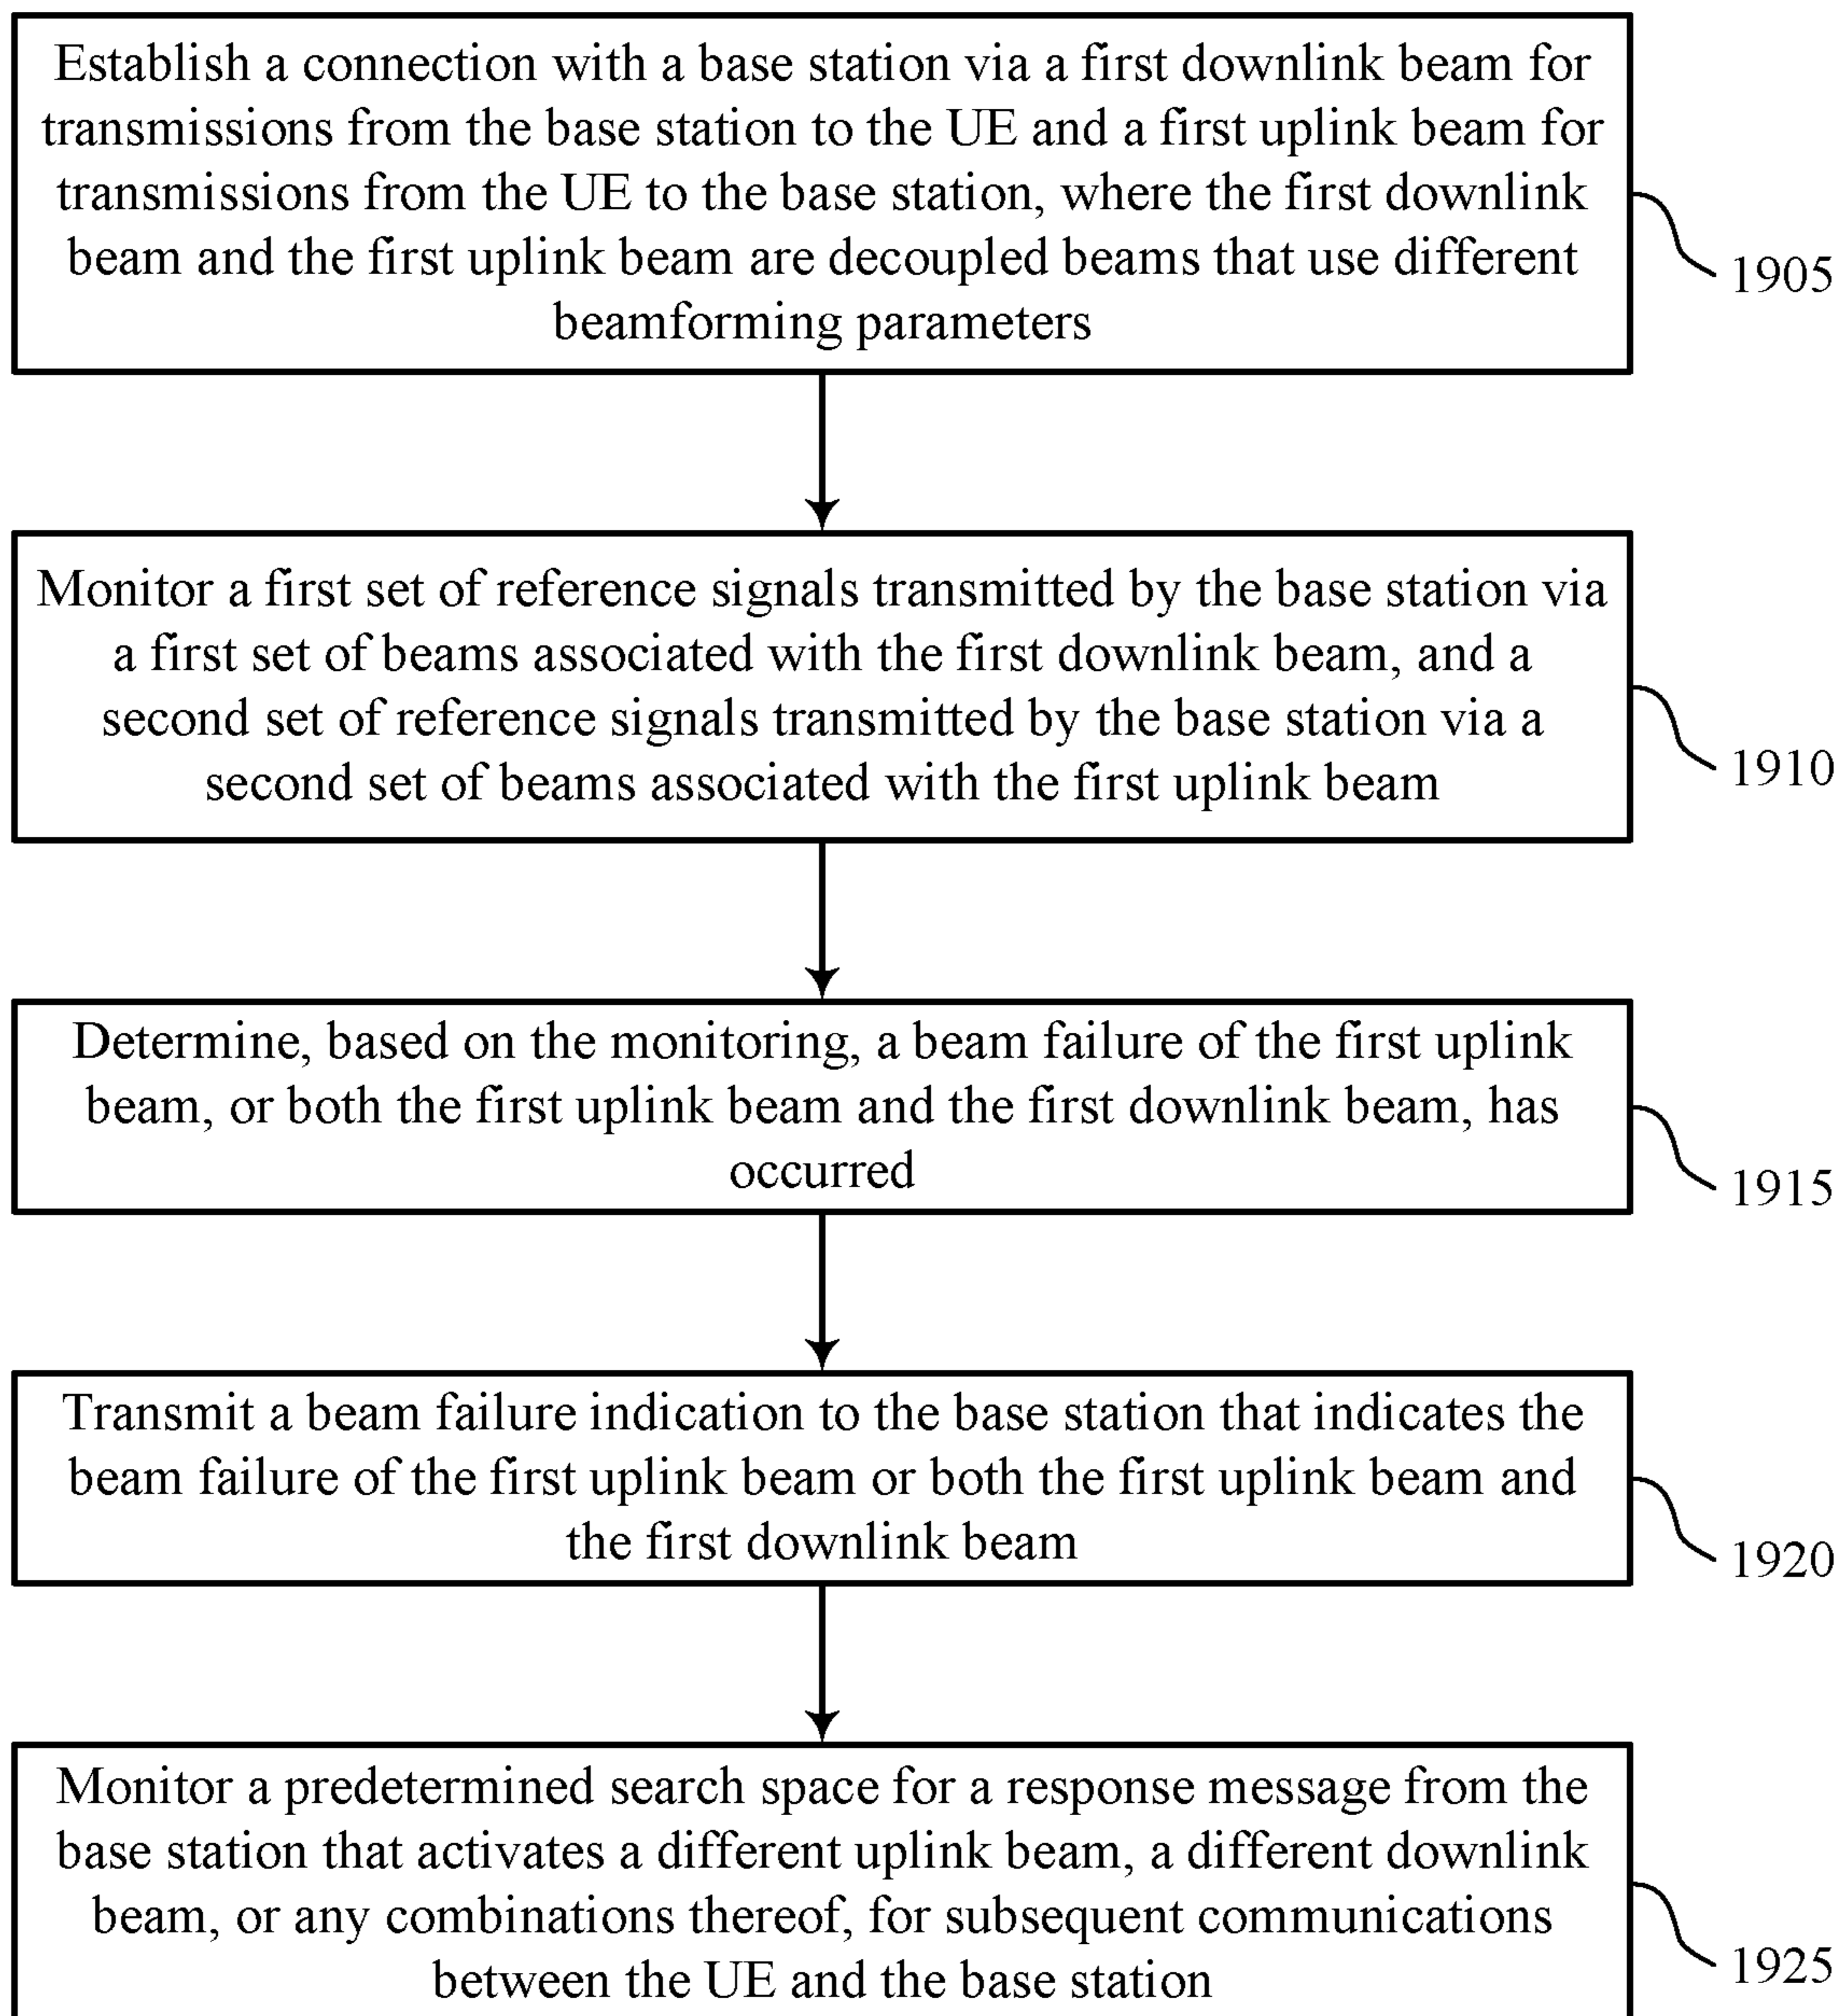 Establish a connection with a base station via a first downlink beam for
transmissions from the base station to the UE and a first uplink beam for
transmissions from the UE to the base station, where the first downlink
beam and the first uplink beam are decoupled beams that use different
beamforming parameters
1905
Monitor a first set of reference signals transmitted by the base station via
a first set of beams associated with the first downlink beam, and a
second set of reference signals transmitted by the base station via a
second set of beams associated with the first uplink beam
1910
Determine, based on the monitoring, a beam failure of the first uplink
beam, or both the first uplink beam and the first downlink beam, has
occurred
1915
Transmit a beam failure indication to the base station that indicates the
beam failure of the first uplink beam or both the first uplink beam and
the first downlink beam
1920
Monitor a predetermined search space for a response message from the
base station that activates a different uplink beam, a different downlink
beam, or any combinations thereof, for subsequent communications
between the UE and the base station
1925